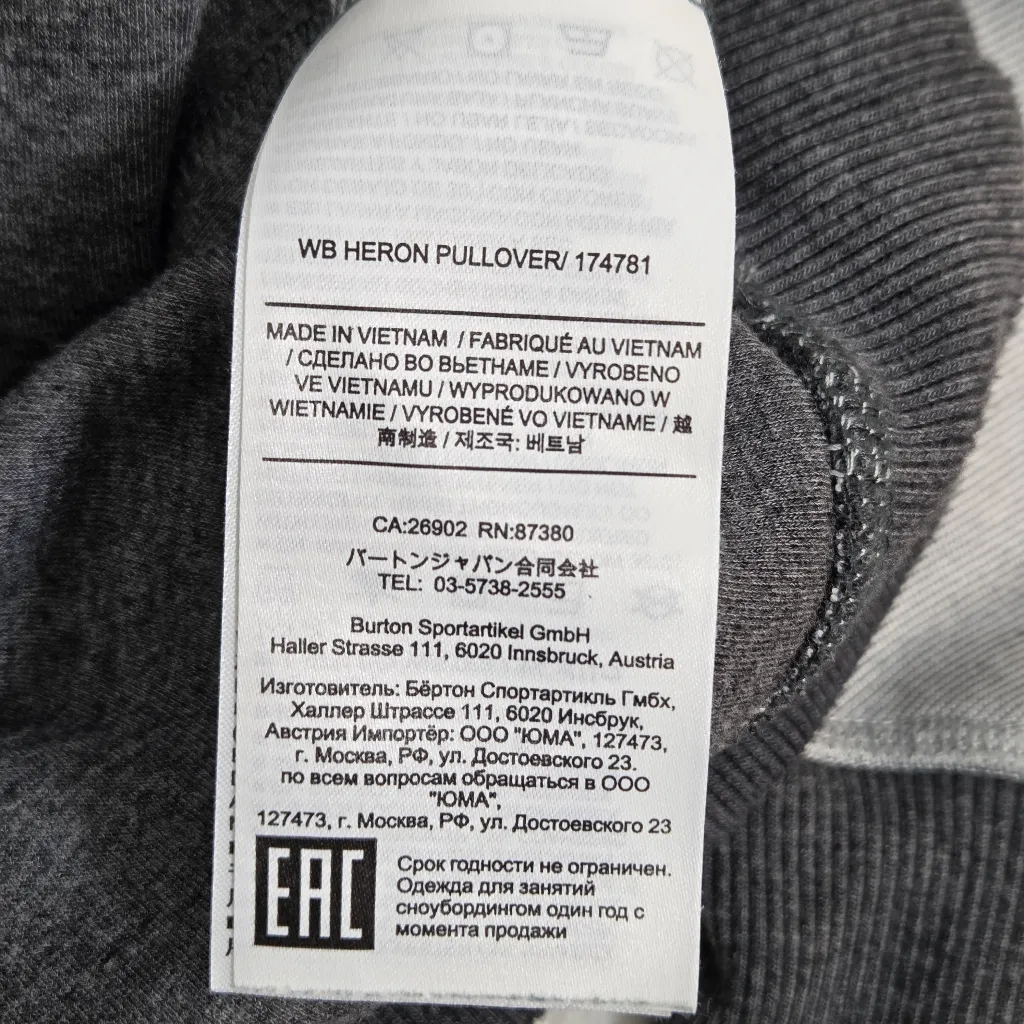 WB HERON PULLOVER/ 174781
MADE IN VIETNAM / FABRIQUÉ AU VIETNAM
/ СДЕЛАНО ВО ВЬЕТНАМЕ / VYROBENO
VE VIETNAMU / WYPRODUKOWANO W
WIETNAMIE / VYROBENÉ VO VIETNAME / 越
南制造 / 제조국: 베트남
CA:26902 RN:87380
バートンジャパン合同会社
TEL: 03-5738-2555
Burton Sportartikel GmbH
Haller Strasse 111, 6020 Innsbruck, Austria
Изготовитель: Бёртон Спортартикль Гмбх,
Халлер Штрассе 111, 6020 Инсбрук,
Австрия Импортёр: ООО "ЮМА", 127473,
г. Москва, РФ, ул. Достоевского 23.
по всем вопросам обращаться в ООО
"ЮМА",
127473, г. Москва, РФ, ул. Достоевского 23
EAC
Срок годности не ограничен.
Одежда для занятий
сноубордингом один год с
момента продажи